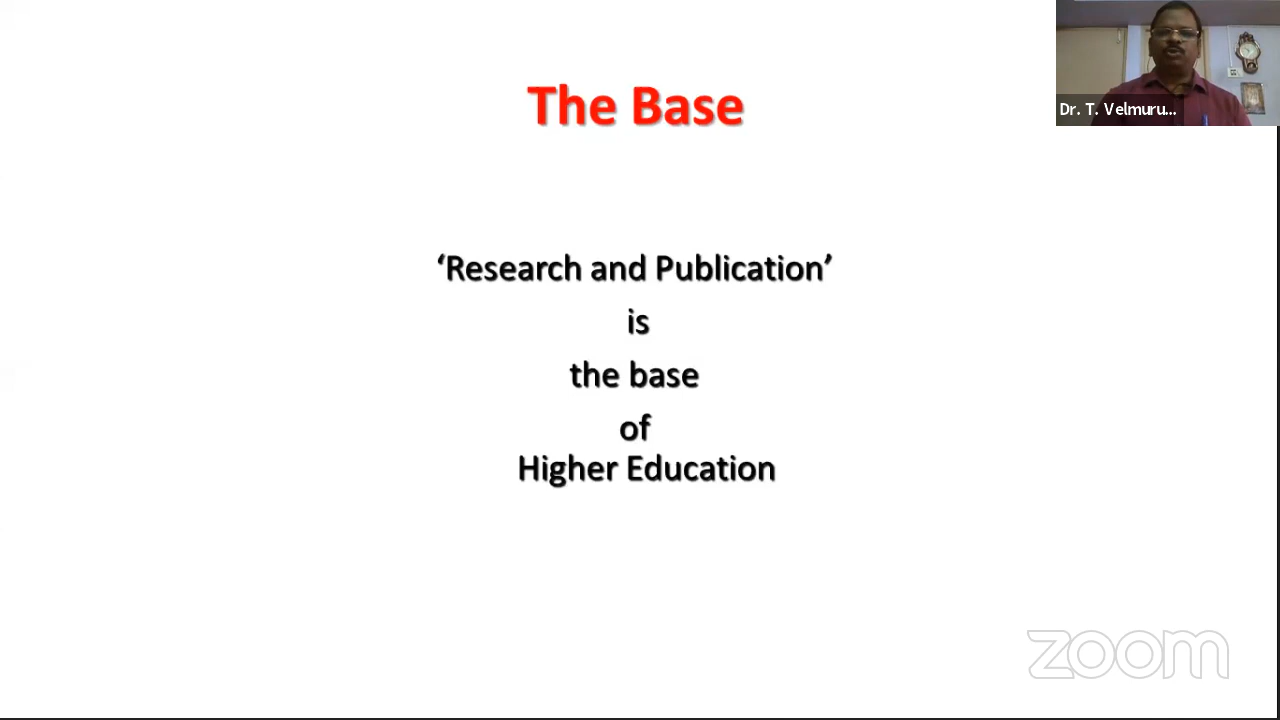 The Base
Dr. T. Velmuru...
‘Research and Publication’
is
the base
of
Higher Education
zoom